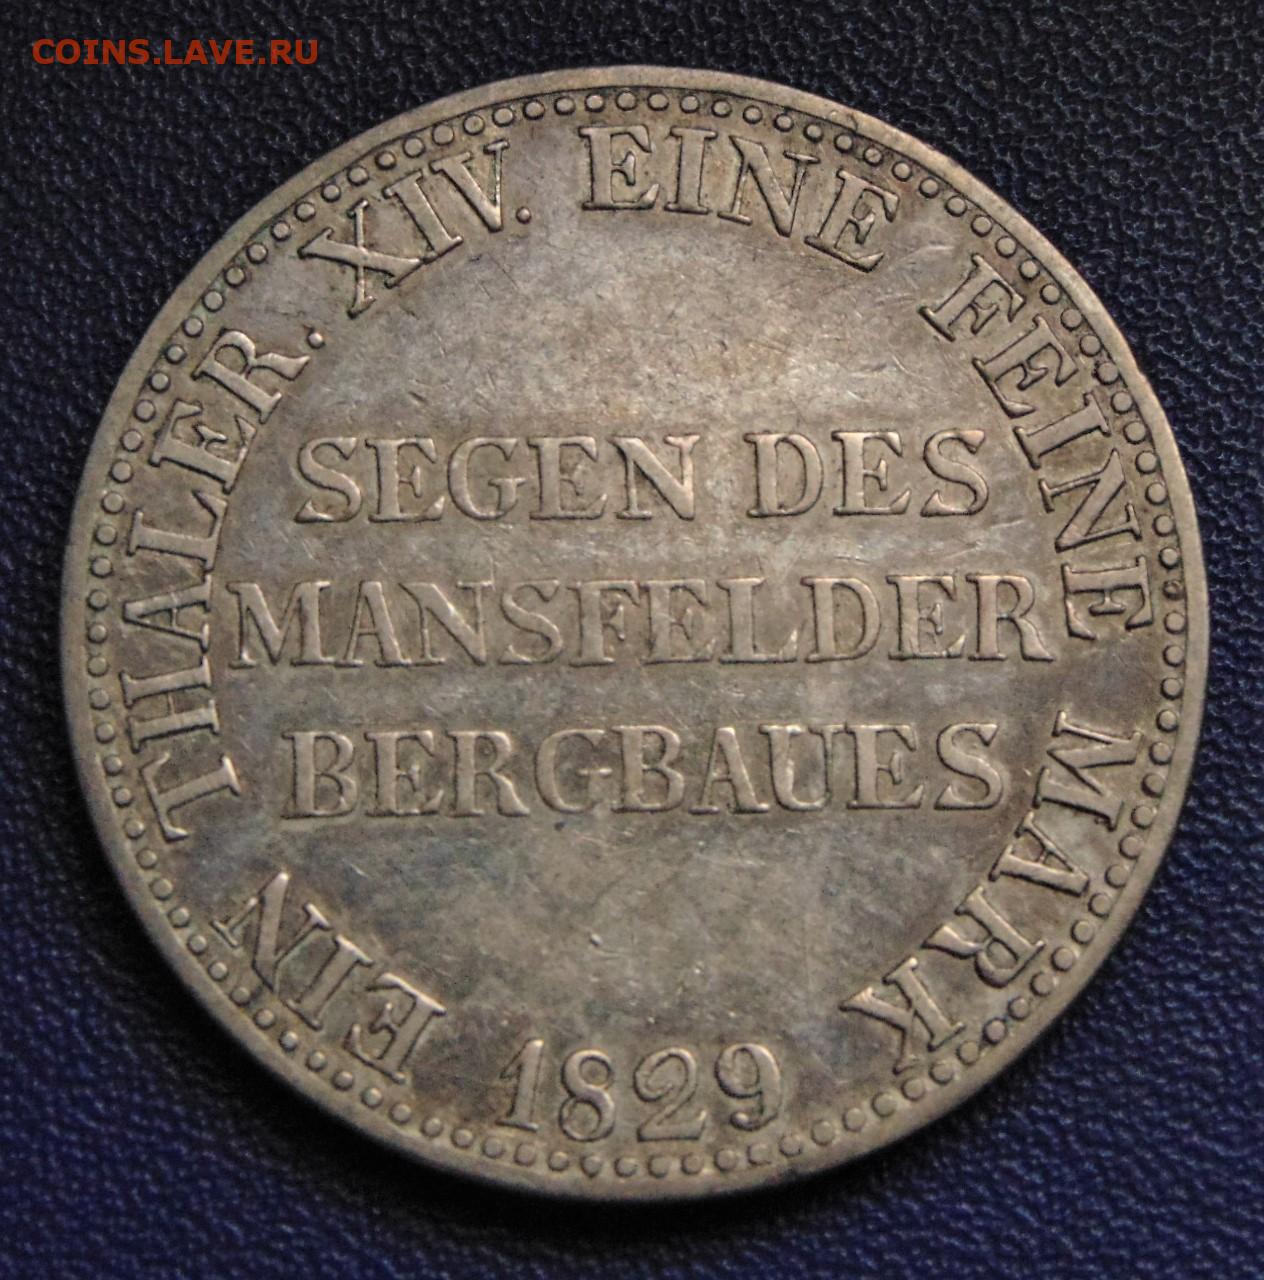 COINS.LAVE.RU
EIN THALER. XIV. EINE FEINE MARK
SEGEN DES
MANSFELDER
BERGBAUES
1829